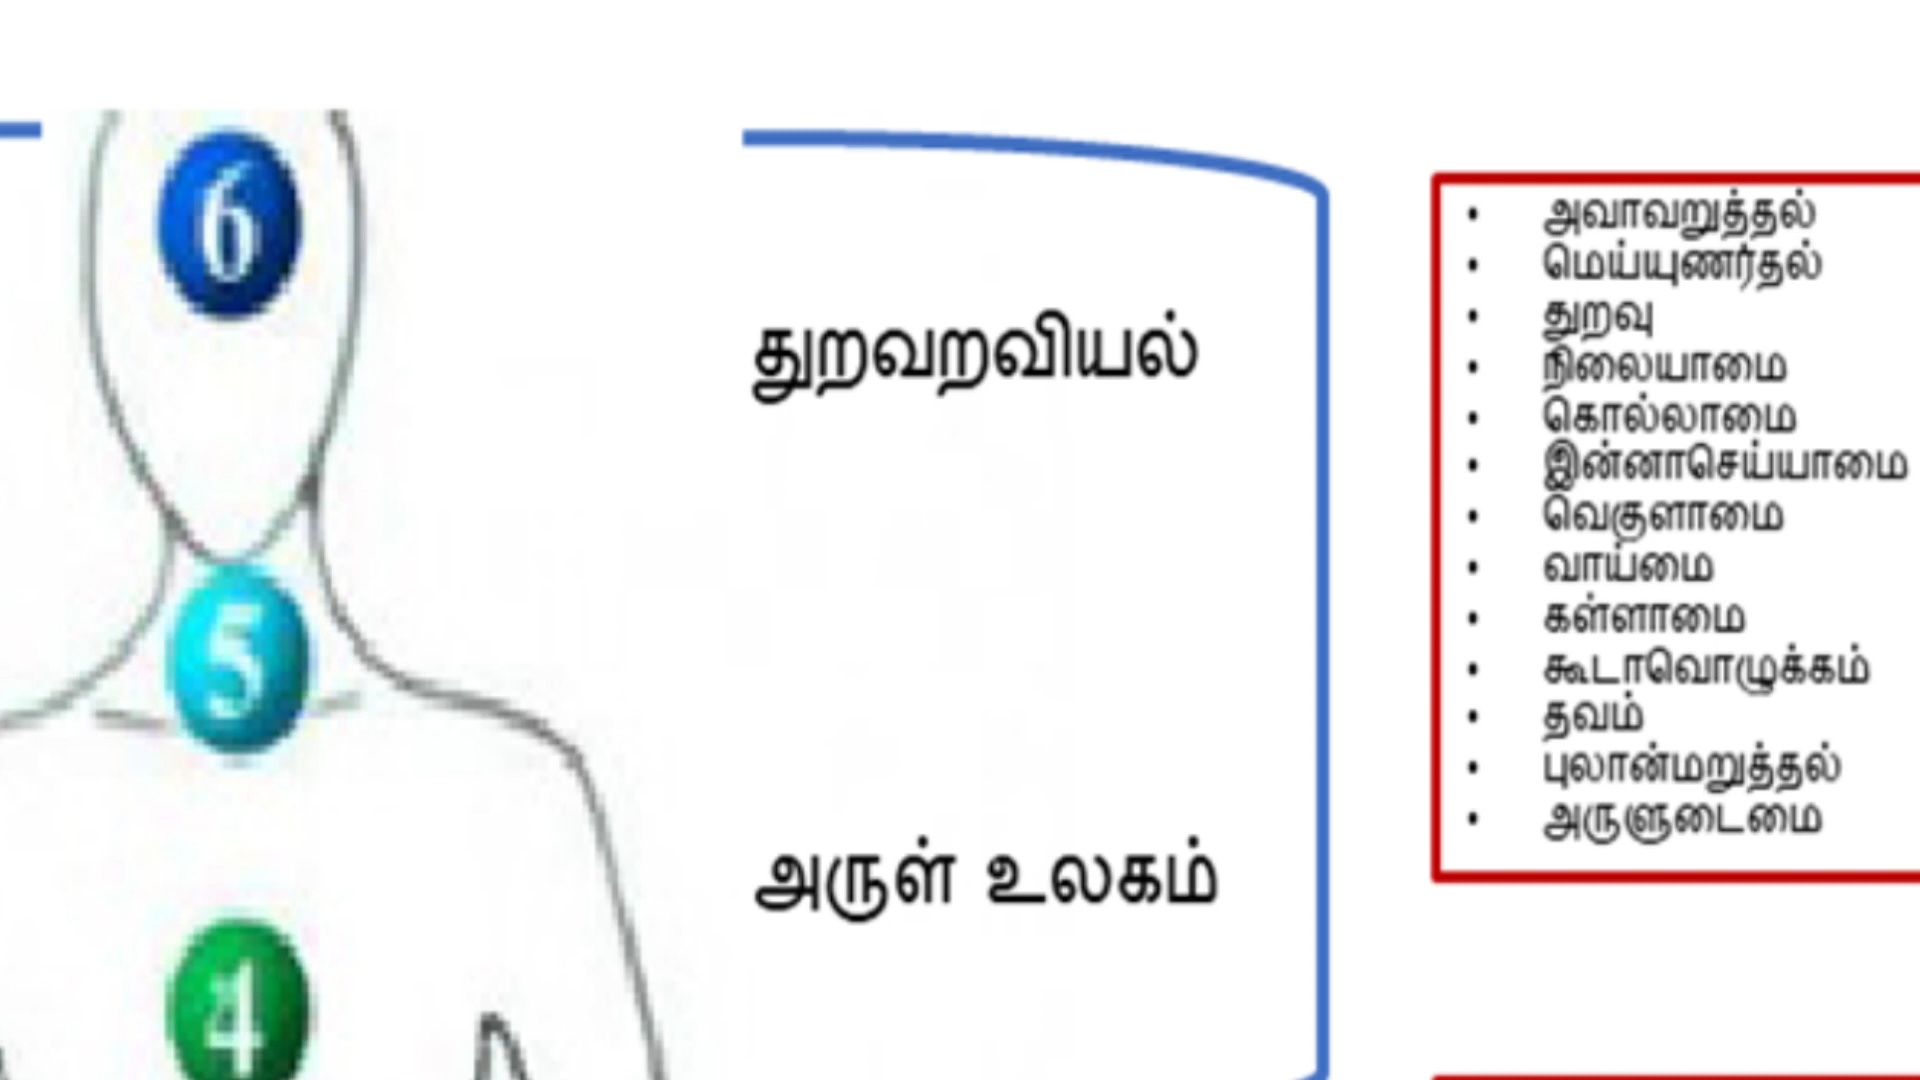 6
துறவறவியல்
5
அருள் உலகம்
4
• அவாவறுத்தல்
• மெய்யுணர்தல்
• துறவு
• நிலையாமை
• கொல்லாமை
• இன்னாசெய்யாமை
• வெகுளாமை
• வாய்மை
• கள்ளாமை
• கூடாவொழுக்கம்
• தவம்
• புலான்மறுத்தல்
• அருளுடைமை